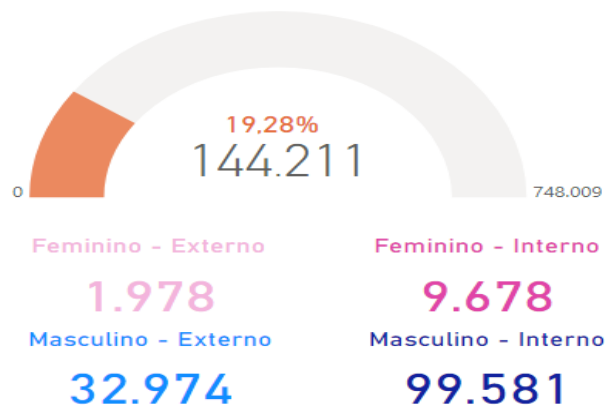 19,28%
144.211
0
748.009
Feminino - Externo
Feminino - Interno
1.978
9.678
Masculino - Externo
Masculino - Interno
32.974
99.581